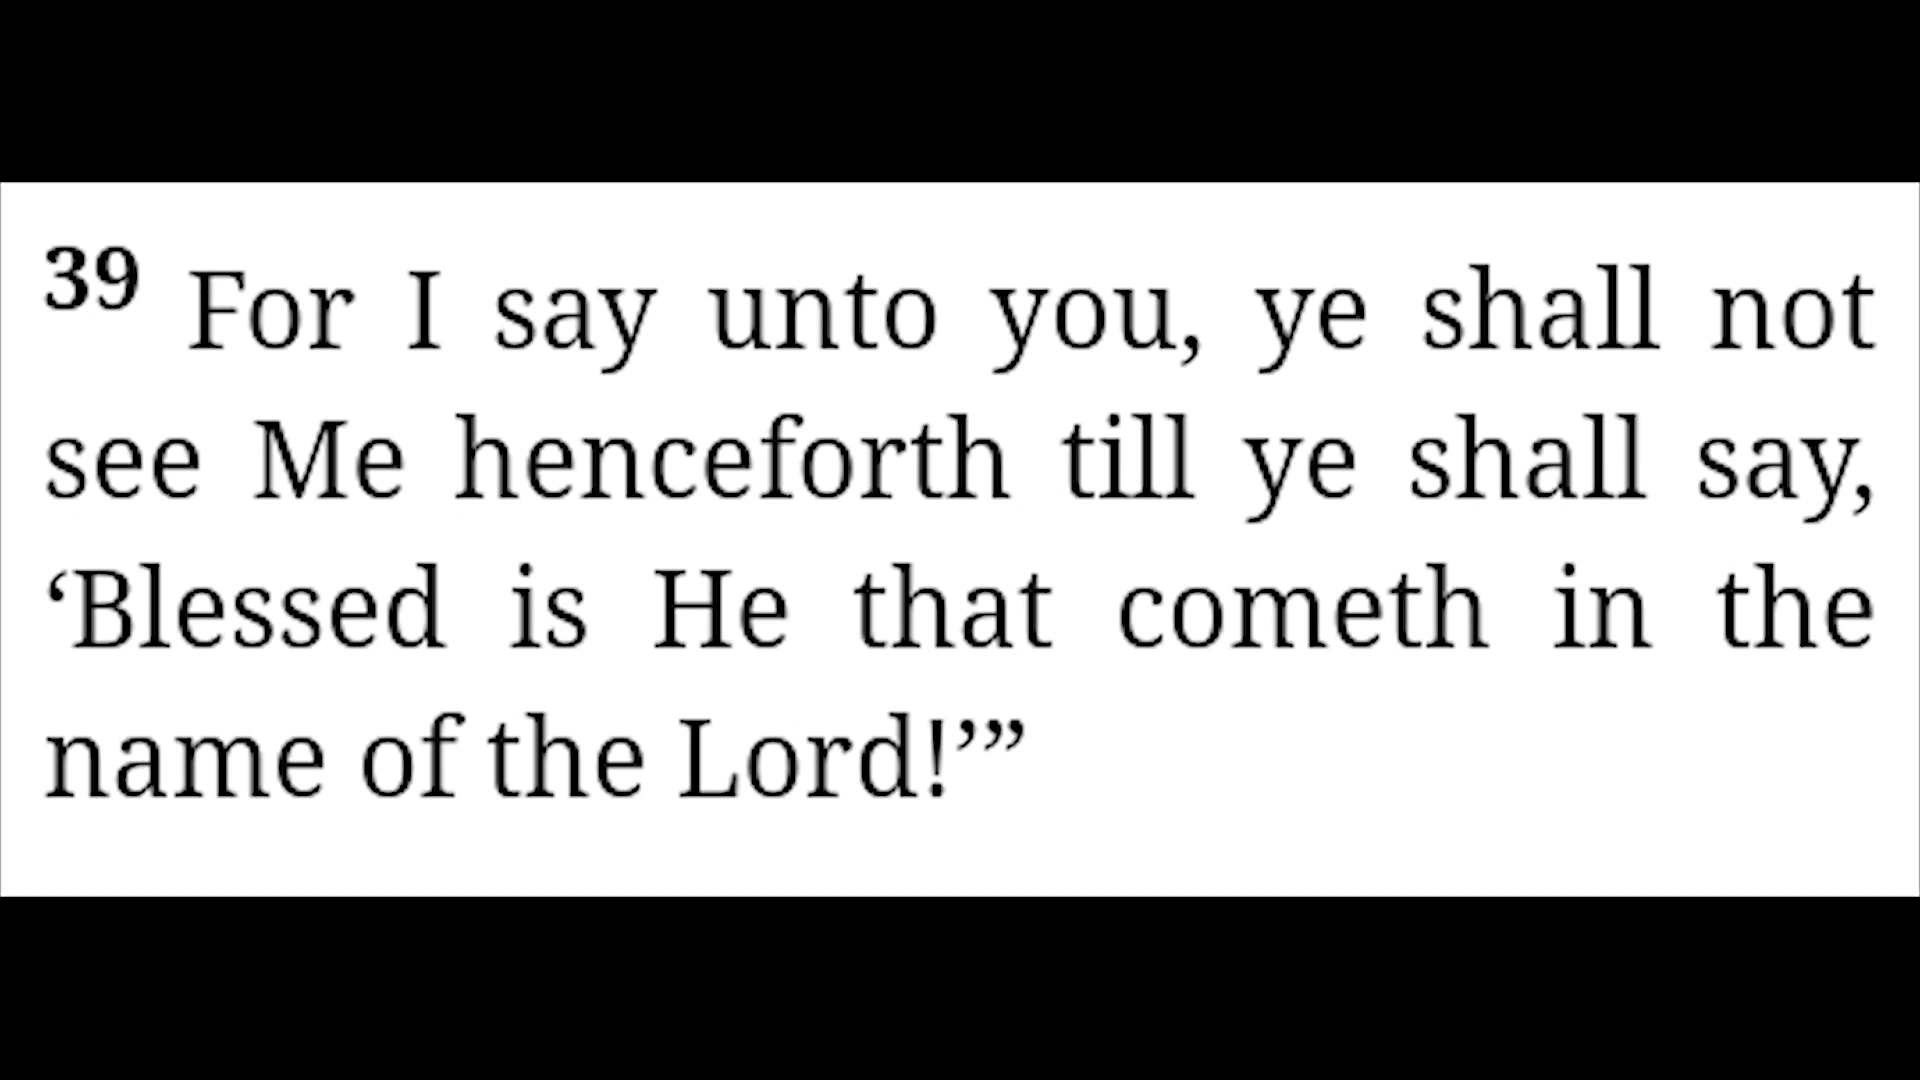 39 For I say unto you, ye shall not
see Me henceforth till ye shall say,
‘Blessed is He that cometh in the
name of the Lord!’”